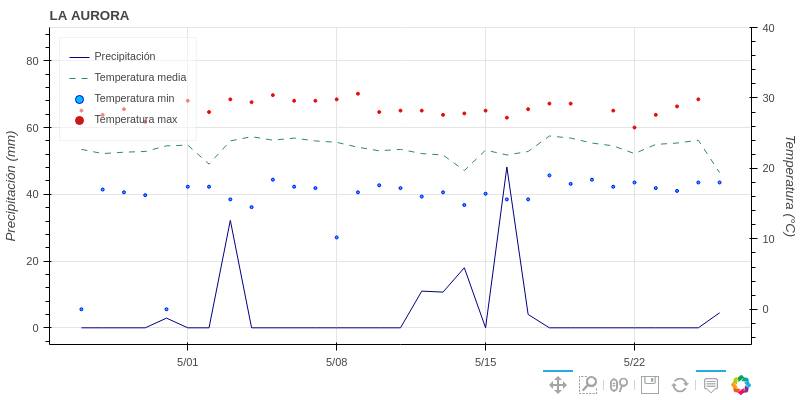 LA AURORA
Precipitación
Temperatura media
Temperatura min
Temperatura max
Precipitación (mm)
80
60
40
20
0
Temperatura (°C)
40
30
20
10
0
5/01
5/08
5/15
5/22